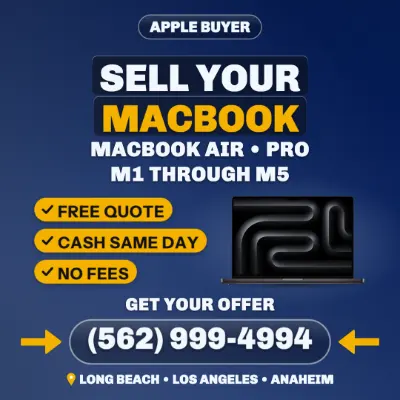 APPLE BUYER
SELL YOUR
MACBOOK
MACBOOK AIR • PRO
M1 THROUGH M5
✓ FREE QUOTE
✓ CASH SAME DAY
✓ NO FEES
GET YOUR OFFER
(562) 999-4994
LONG BEACH • LOS ANGELES • ANAHEIM